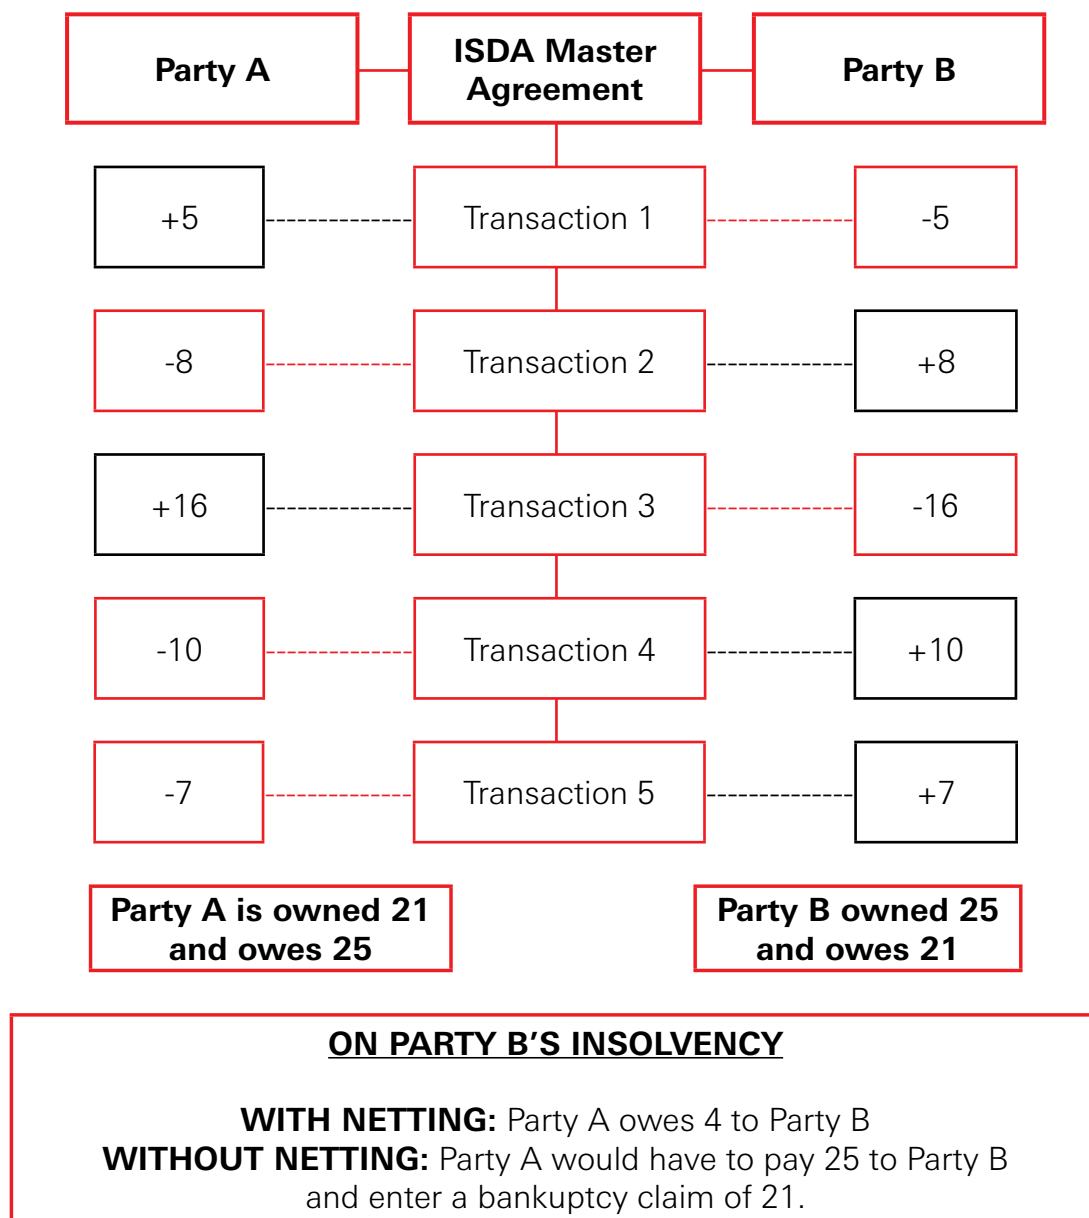 Party A
ISDA Master
Agreement
Party B
+5
Transaction 1
-5
-8
Transaction 2
+8
+16
Transaction 3
-16
-10
Transaction 4
+10
-7
Transaction 5
+7
Party A is owned 21
and owes 25
Party B owned 25
and owes 21
ON PARTY B'S INSOLVENCY
WITH NETTING: Party A owes 4 to Party B
WITHOUT NETTING: Party A would have to pay 25 to Party B
and enter a bankuptcy claim of 21.